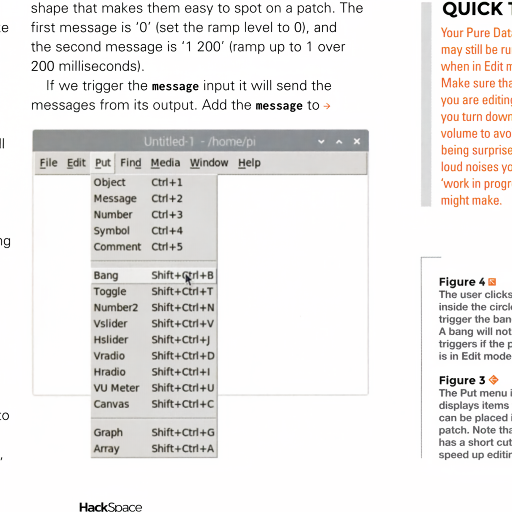 shape that makes them easy to spot on a patch. The
first message is ‘0’ (set the ramp level to 0), and
the second message is ‘1 200’ (ramp up to 1 over
200 milliseconds).
If we trigger the message input it will send the
messages from its output. Add the message to →
Untitled-1 - /home/pi
File Edit Put Find Media Window Help
Object Ctrl+1
Message Ctrl+2
Number Ctrl+3
Symbol Ctrl+4
Comment Ctrl+5
Bang Shift+Ctrl+B
Toggle Shift+Ctrl+T
Number2 Shift+Ctrl+N
Vslider Shift+Ctrl+V
Hslider Shift+Ctrl+J
Vradio Shift+Ctrl+D
Hradio Shift+Ctrl+I
VU Meter Shift+Ctrl+U
Canvas Shift+Ctrl+C
Graph Shift+Ctrl+G
Array Shift+Ctrl+A
QUICK T
Your Pure Dat
may still be ru
when in Edit m
Make sure tha
you are editing
you turn down
volume to avo
being surprise
loud noises yo
‘work in progr
might make.
Figure 4
The user clicks
inside the circl
trigger the ban
A bang will not
triggers if the p
is in Edit mode
Figure 3
The Put menu i
displays items
can be placed i
patch. Note tha
has a short cut
speed up editin
HackSpace